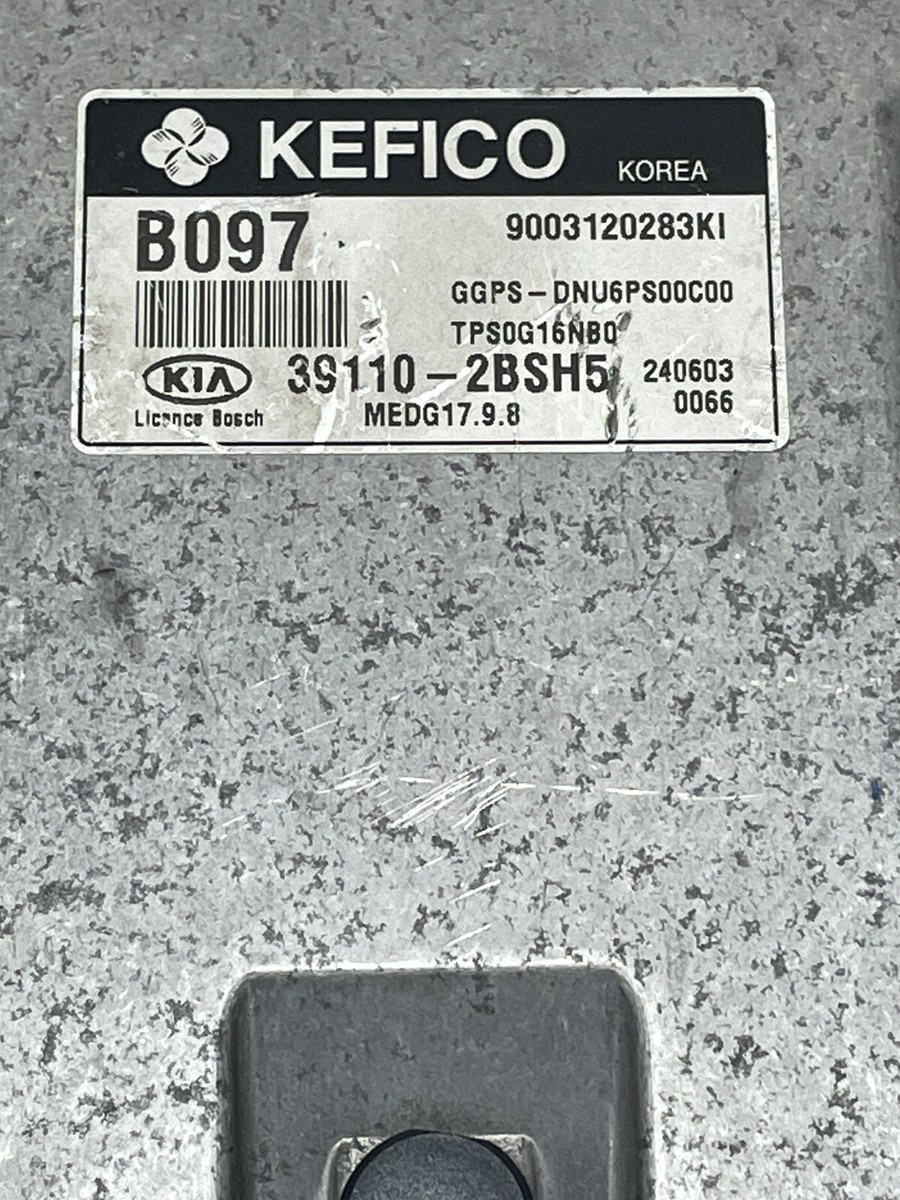 KEFICO KOREA
B097 9003120283KI
GGPS-DNU6PS00C00
TPS0G16NB0
KIA 39110-2BSH5 240603
Licence Bosch MEDG17.9.8 0066